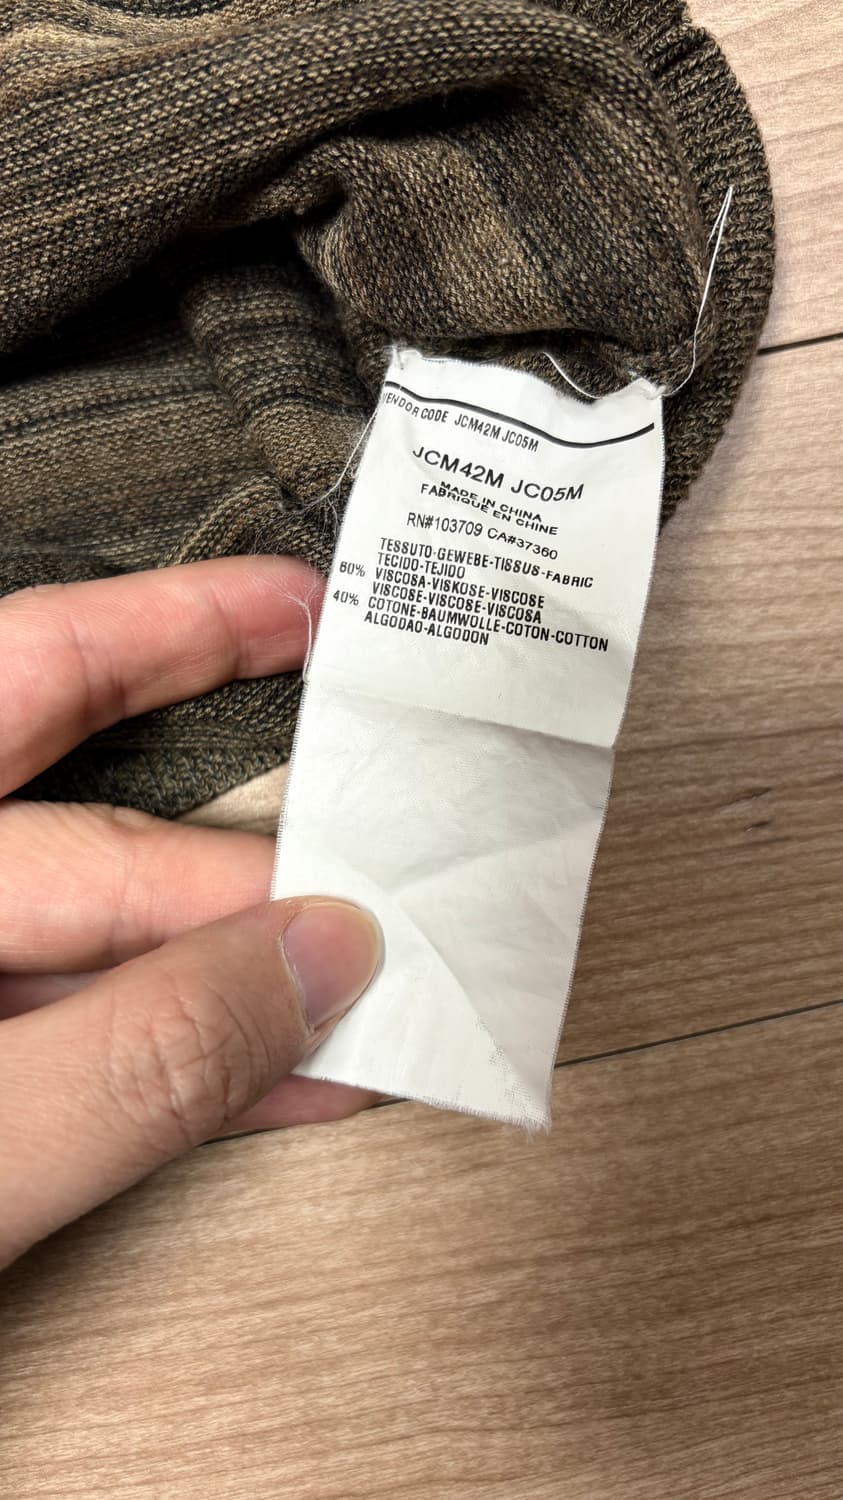 VENDOR CODE JCM42M JC05M
JCM42M JC05M
MADE IN CHINA
FABRIQUE EN CHINE
RN#103709 CA#37360
TESSUTO-GEWEBE-TISSUS-FABRIC
TECIDO-TEJIDO
60% VISCOSA-VISKOSE-VISCOSE
VISCOSE-VISCOSE-VISCOSA
40% COTONE-BAUMWOLLE-COTON-COTTON
ALGODAO-ALGODON